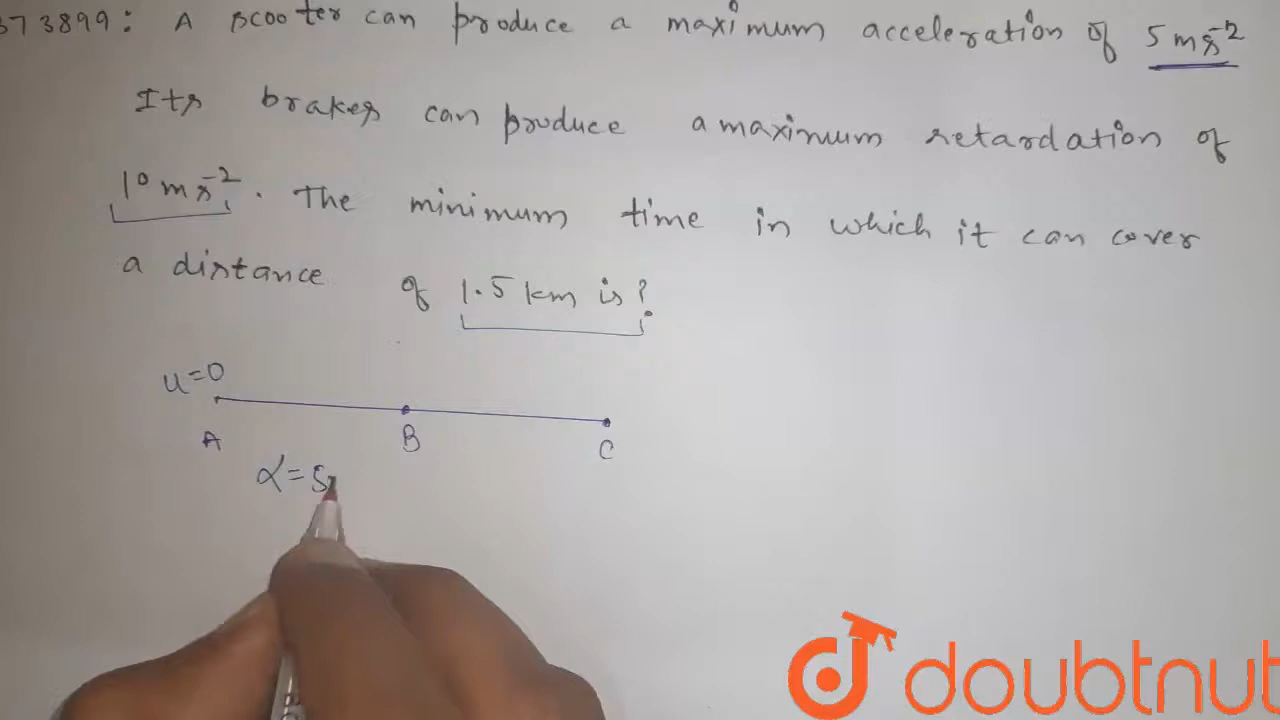 373899: A scooter can produce a maximum acceleration of 5 ms⁻²
Its brakes can produce a maximum retardation of
10 ms⁻². The minimum time in which it can cover
a distance of 1.5 km is?
u=0
A B C
α=5
doubtnut